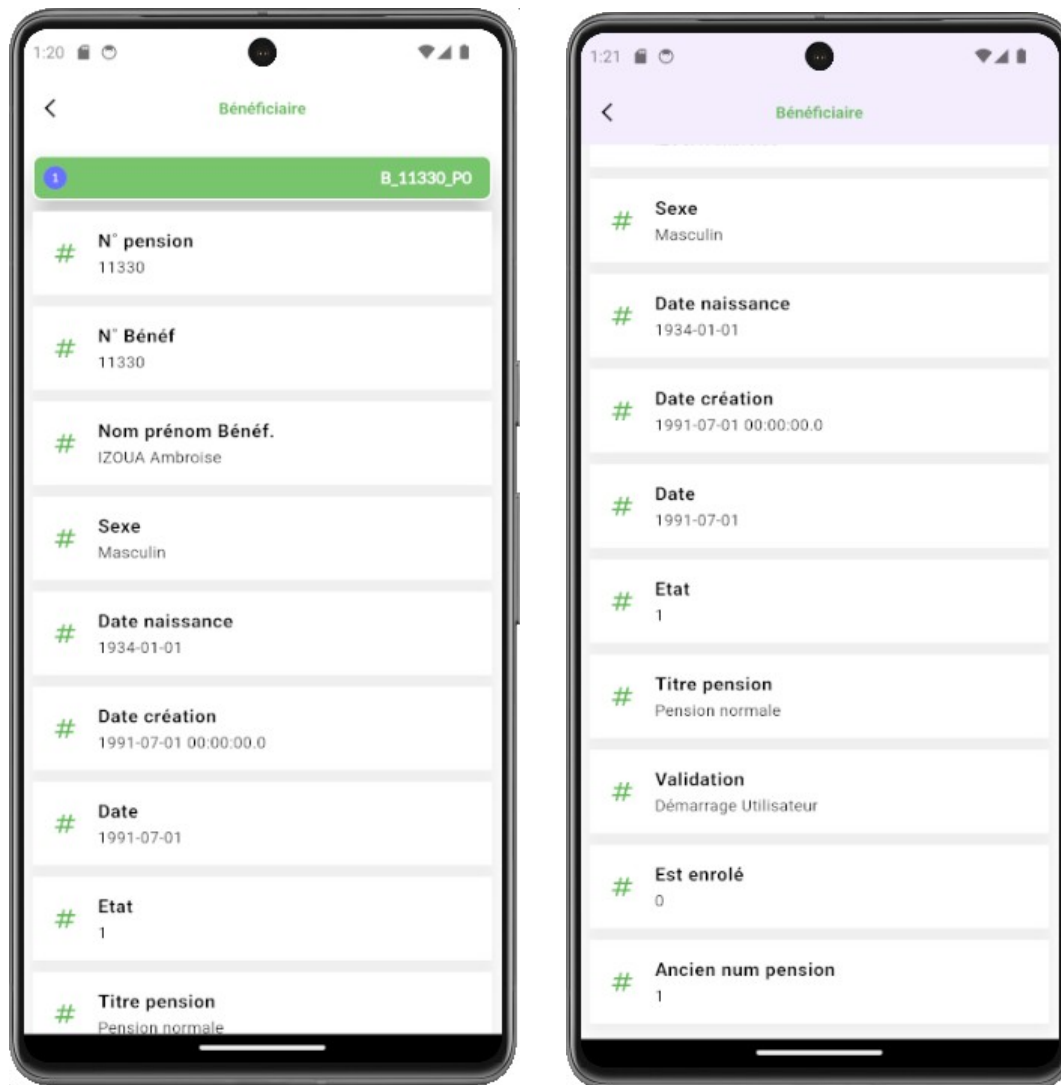 1:20
Bénéficiaire
1
B_11330_P0
N° pension
11330
N° Bénéf
11330
Nom prénom Bénéf.
IZOUA Ambroise
Sexe
Masculin
Date naissance
1934-01-01
Date création
1991-07-01 00:00:00.0
Date
1991-07-01
Etat
1
Titre pension
Pension normale
1:21
Bénéficiaire
Sexe
Masculin
Date naissance
1934-01-01
Date création
1991-07-01 00:00:00.0
Date
1991-07-01
Etat
1
Titre pension
Pension normale
Validation
Démarrage Utilisateur
Est enrolé
0
Ancien num pension
1